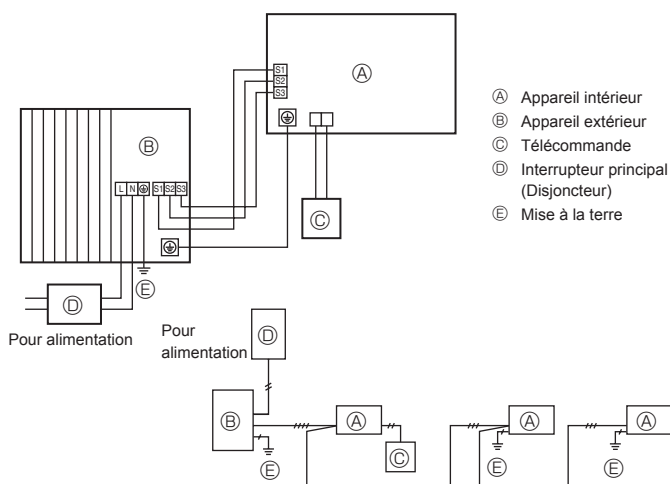 Ⓐ
S1
S2
S3
Ⓑ
L N S1 S2 S3
Ⓒ
Ⓔ
Ⓓ
Pour alimentation
Ⓐ Appareil intérieur
Ⓑ Appareil extérieur
Ⓒ Télécommande
Ⓓ Interrupteur principal
(Disjoncteur)
Ⓔ Mise à la terre
Pour
alimentation
Ⓓ
Ⓑ
Ⓔ
Ⓐ
Ⓒ
Ⓐ
Ⓔ
Ⓐ
Ⓔ